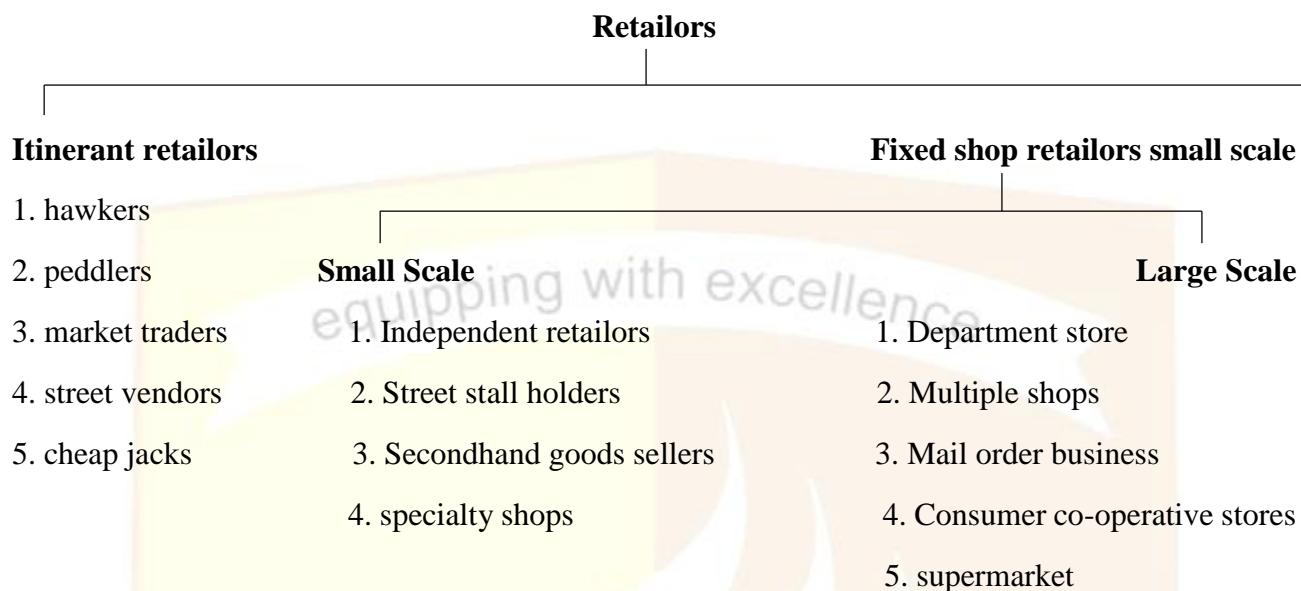 Retailors
Itinerant retailors
Fixed shop retailors small scale
1. hawkers
2. peddlers
3. market traders
4. street vendors
5. cheap jacks
Small Scale
1. Independent retailors
2. Street stall holders
3. Secondhand goods sellers
4. specialty shops
Large Scale
1. Department store
2. Multiple shops
3. Mail order business
4. Consumer co-operative stores
5. supermarket
equipping with excellence